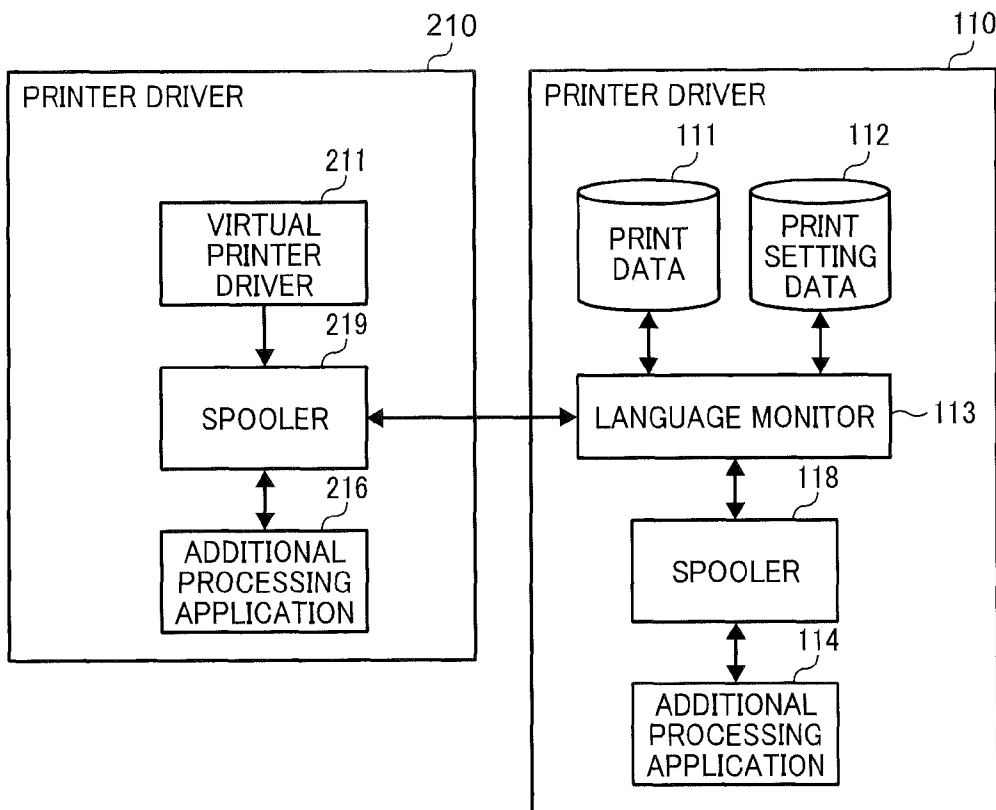 210
PRINTER DRIVER
211
VIRTUAL
PRINTER
DRIVER
219
SPOOLER
216
ADDITIONAL
PROCESSING
APPLICATION
110
PRINTER DRIVER
111
PRINT
DATA
112
PRINT
SETTING
DATA
LANGUAGE MONITOR
113
118
SPOOLER
114
ADDITIONAL
PROCESSING
APPLICATION